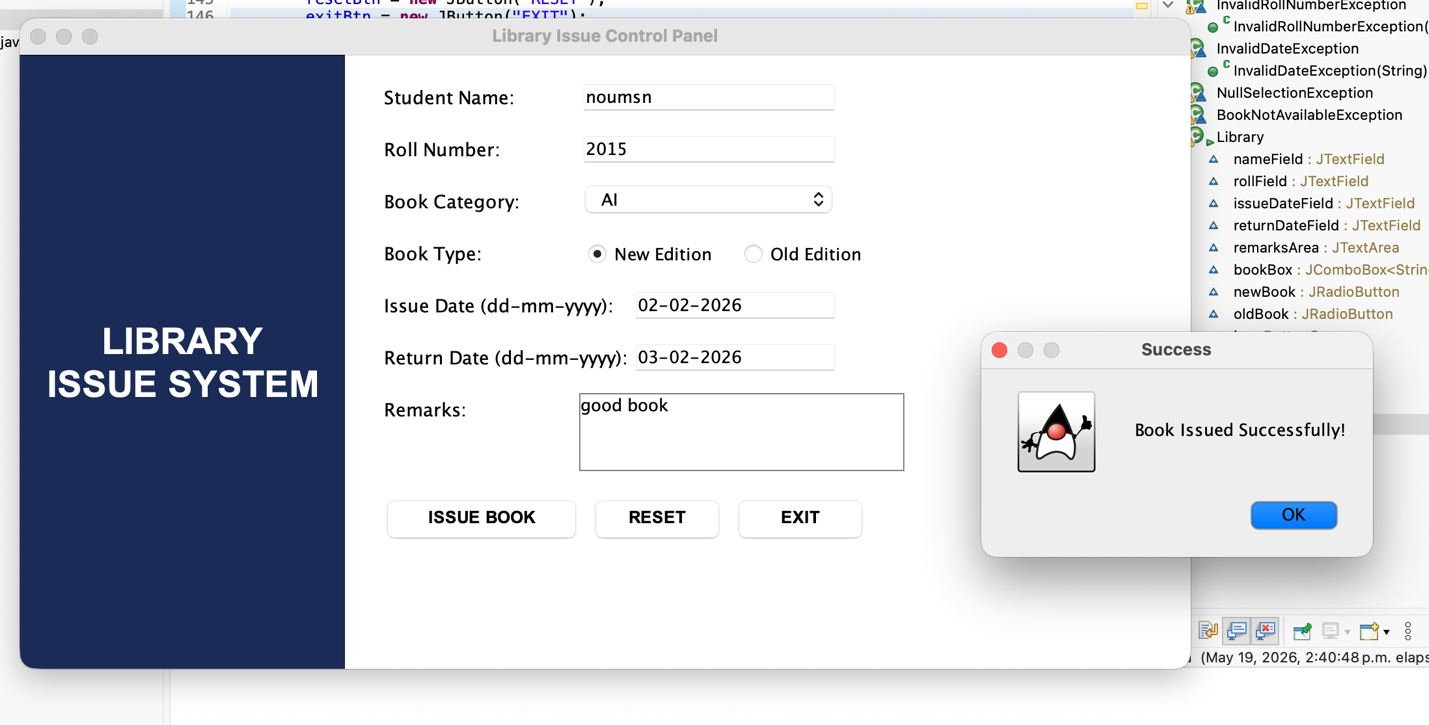 145 resetBtn = new JButton("RESET");
146 exitBtn = new JButton("EXIT");
jav
Library Issue Control Panel
LIBRARY
ISSUE SYSTEM
Student Name: noumsn
Roll Number: 2015
Book Category: AI
Book Type: New Edition Old Edition
Issue Date (dd-mm-yyyy): 02-02-2026
Return Date (dd-mm-yyyy): 03-02-2026
Remarks: good book
ISSUE BOOK RESET EXIT
Success
Book Issued Successfully!
OK
InvalidRollNumberException
InvalidRollNumberException(
InvalidDateException
InvalidDateException(String)
NullSelectionException
BookNotAvailableException
Library
nameField : JTextField
rollField : JTextField
issueDateField : JTextField
returnDateField : JTextField
remarksArea : JTextArea
bookBox : JComboBox<Strin
newBook : JRadioButton
oldBook : JRadioButton
(May 19, 2026, 2:40:48 p.m. elaps